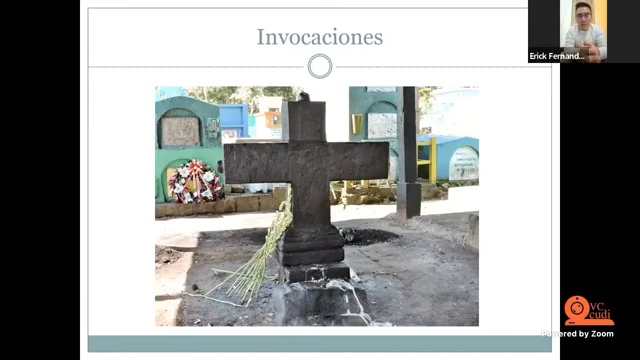 Invocaciones
Erick Fernand...
VC
cudi
Powered by Zoom